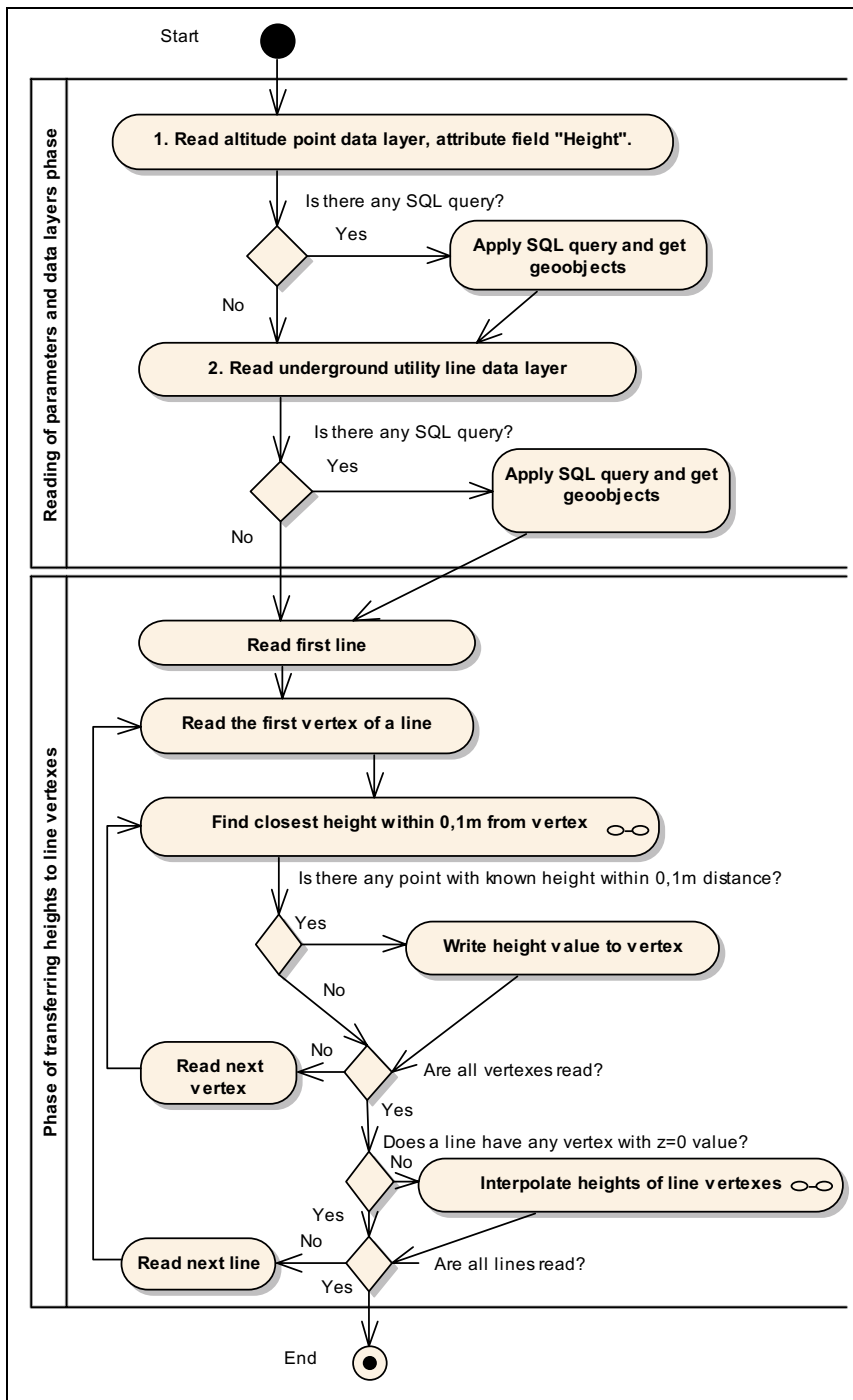 Start
Reading of parameters and data layers phase
1. Read altitude point data layer, attribute field "Height".
Is there any SQL query?
Yes
Apply SQL query and get
geoobjects
No
2. Read underground utility line data layer
Is there any SQL query?
Yes
Apply SQL query and get
geoobjects
No
Phase of transferring heights to line vertexes
Read first line
Read the first vertex of a line
Find closest height within 0,1m from vertex
Is there any point with known height within 0,1m distance?
Yes
Write height value to vertex
No
Read next
vertex
No
Are all vertexes read?
Yes
Does a line have any vertex with z=0 value?
No
Interpolate heights of line vertexes
Yes
Read next line
No
Are all lines read?
Yes
End